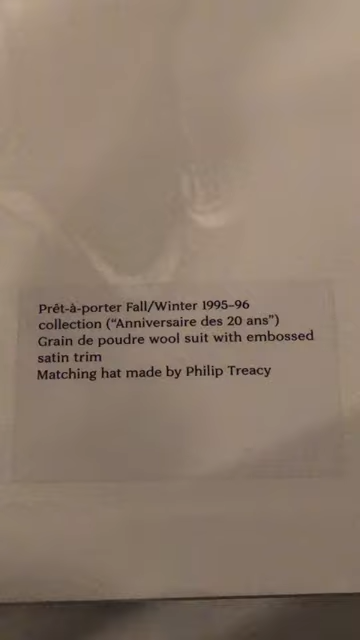 Prêt-à-porter Fall/Winter 1995–96
collection (“Anniversaire des 20 ans”)
Grain de poudre wool suit with embossed
satin trim
Matching hat made by Philip Treacy